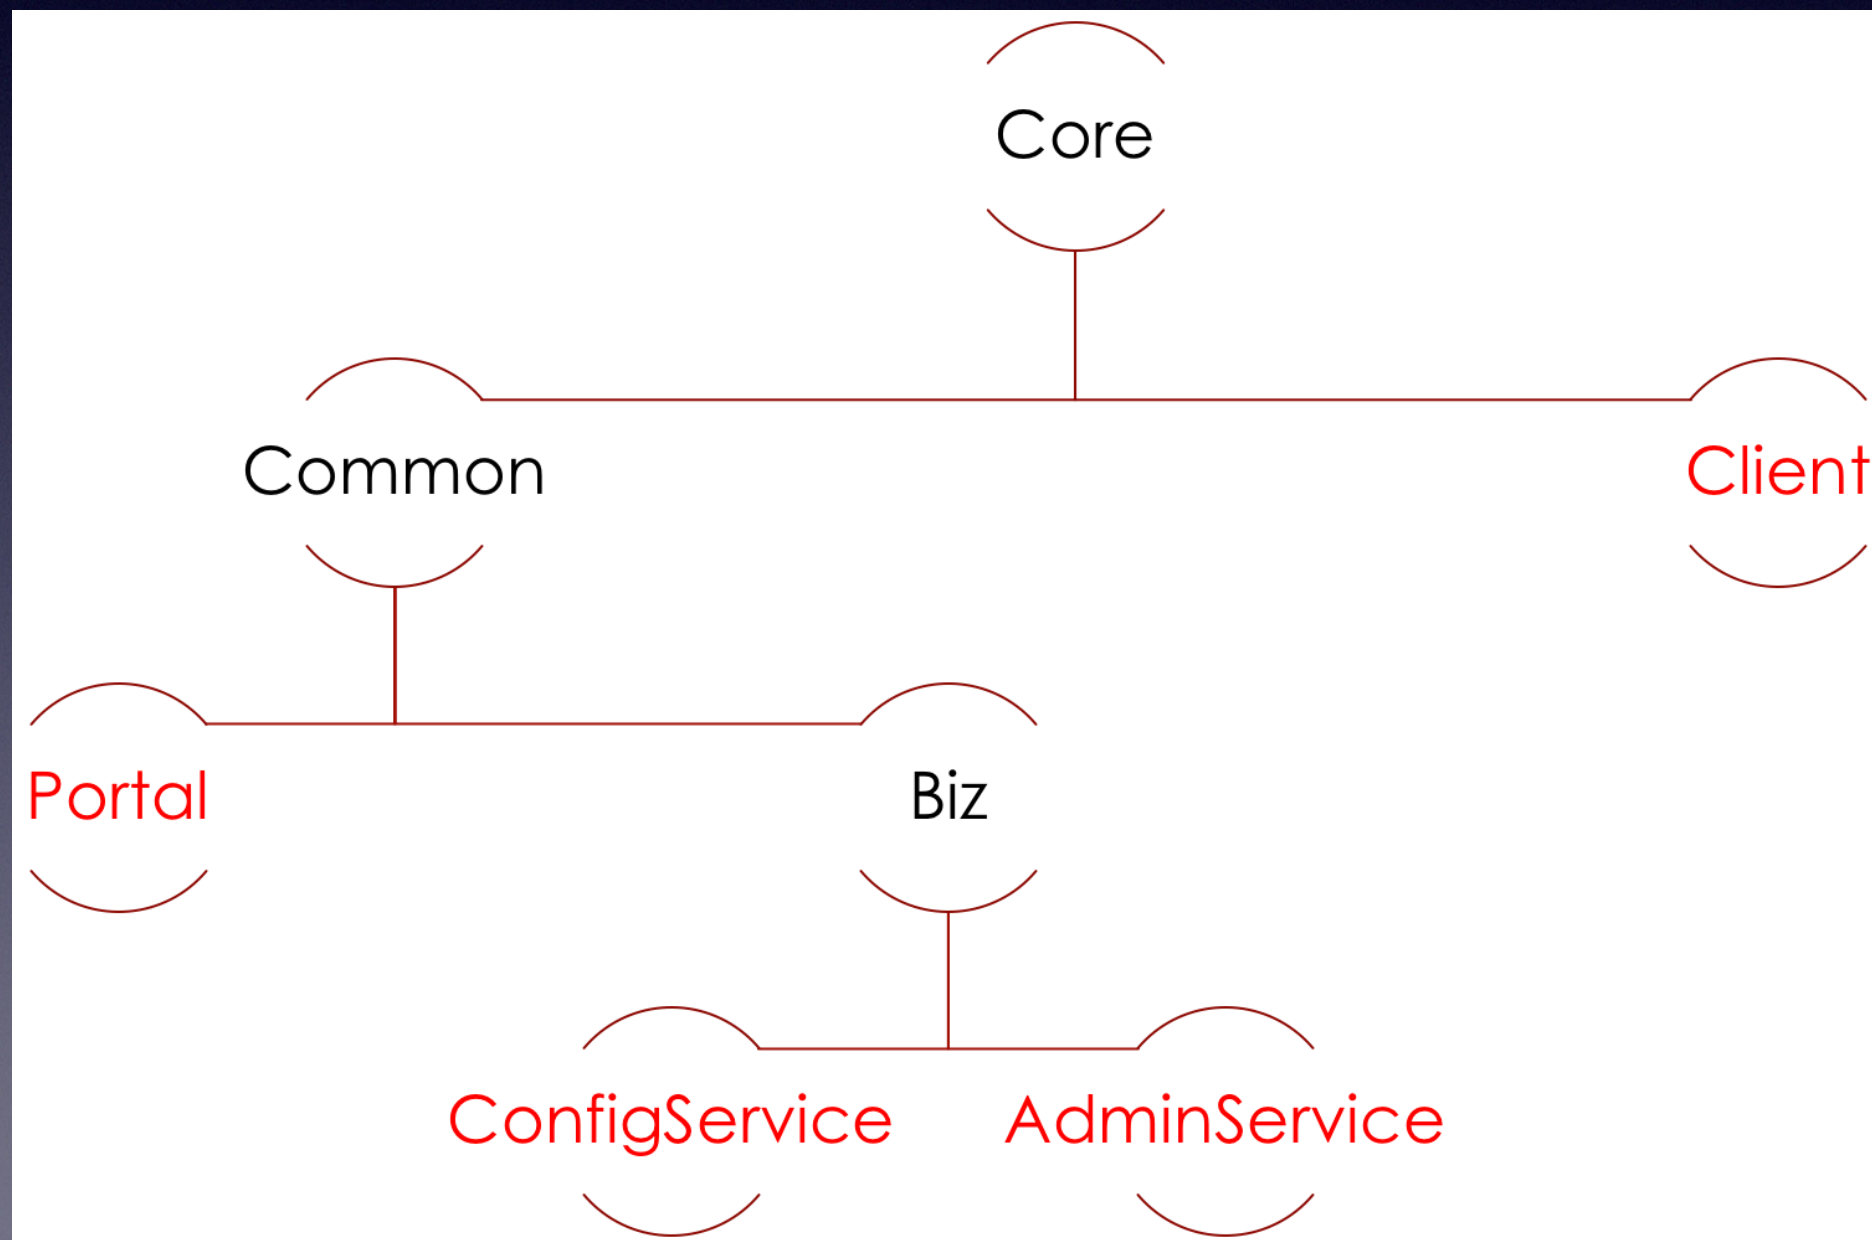 Core
Common
Client
Portal
Biz
ConfigService
AdminService